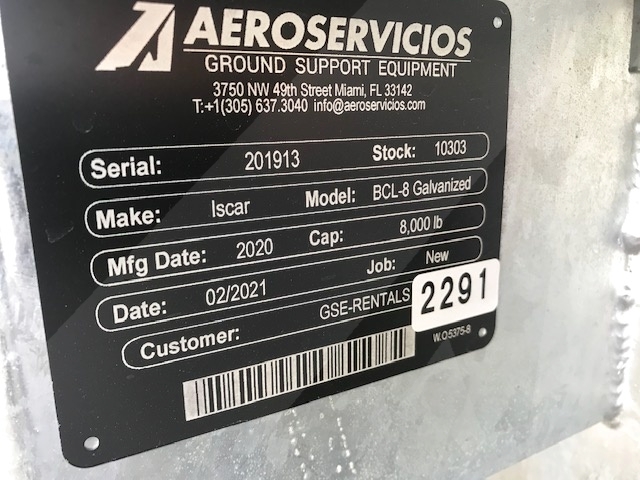 AEROSERVICIOS
GROUND SUPPORT EQUIPMENT
3750 NW 49th Street Miami, FL 33142
T:+1(305) 637.3040 info@aeroservicios.com
Serial: 201913 Stock: 10303
Make: Iscar Model: BCL-8 Galvanized
Mfg Date: 2020 Cap: 8,000 lb
Date: 02/2021 Job: New
Customer: GSE-RENTALS
2291
W.O5375-8